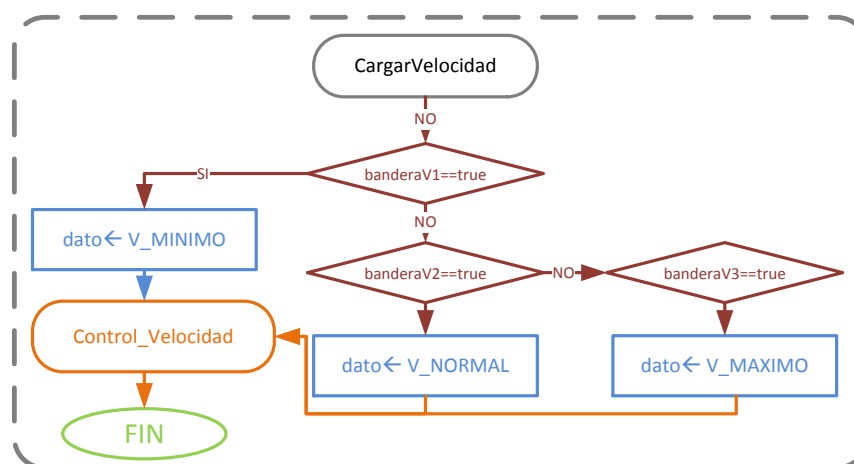 CargarVelocidad
NO
banderaV1==true
SI
NO
dato← V_MINIMO
banderaV2==true
NO
banderaV3==true
Control_Velocidad
dato← V_NORMAL
dato← V_MAXIMO
FIN